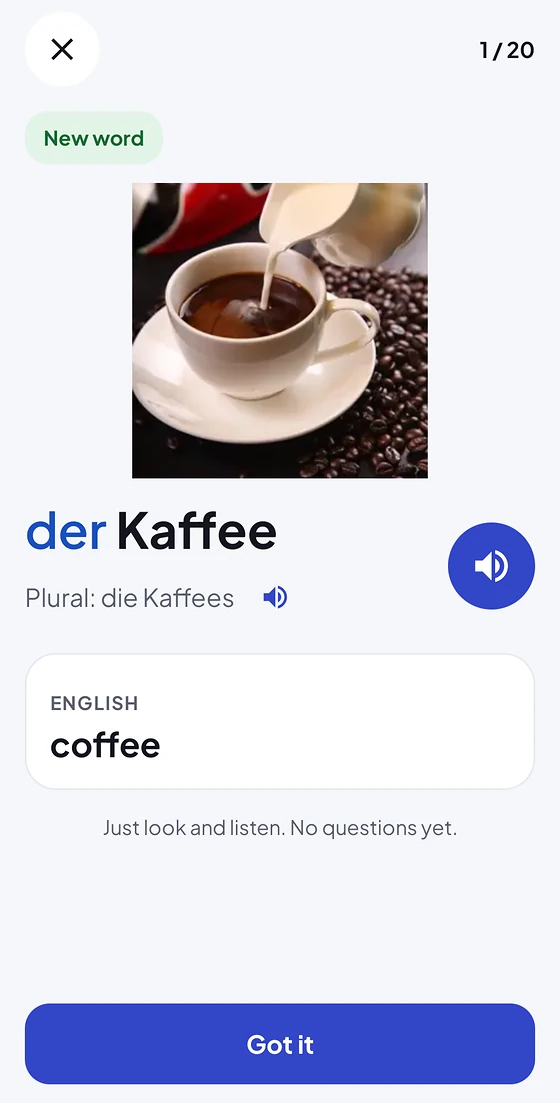 1 / 20
New word
der Kaffee
Plural: die Kaffees
ENGLISH
coffee
Just look and listen. No questions yet.
Got it